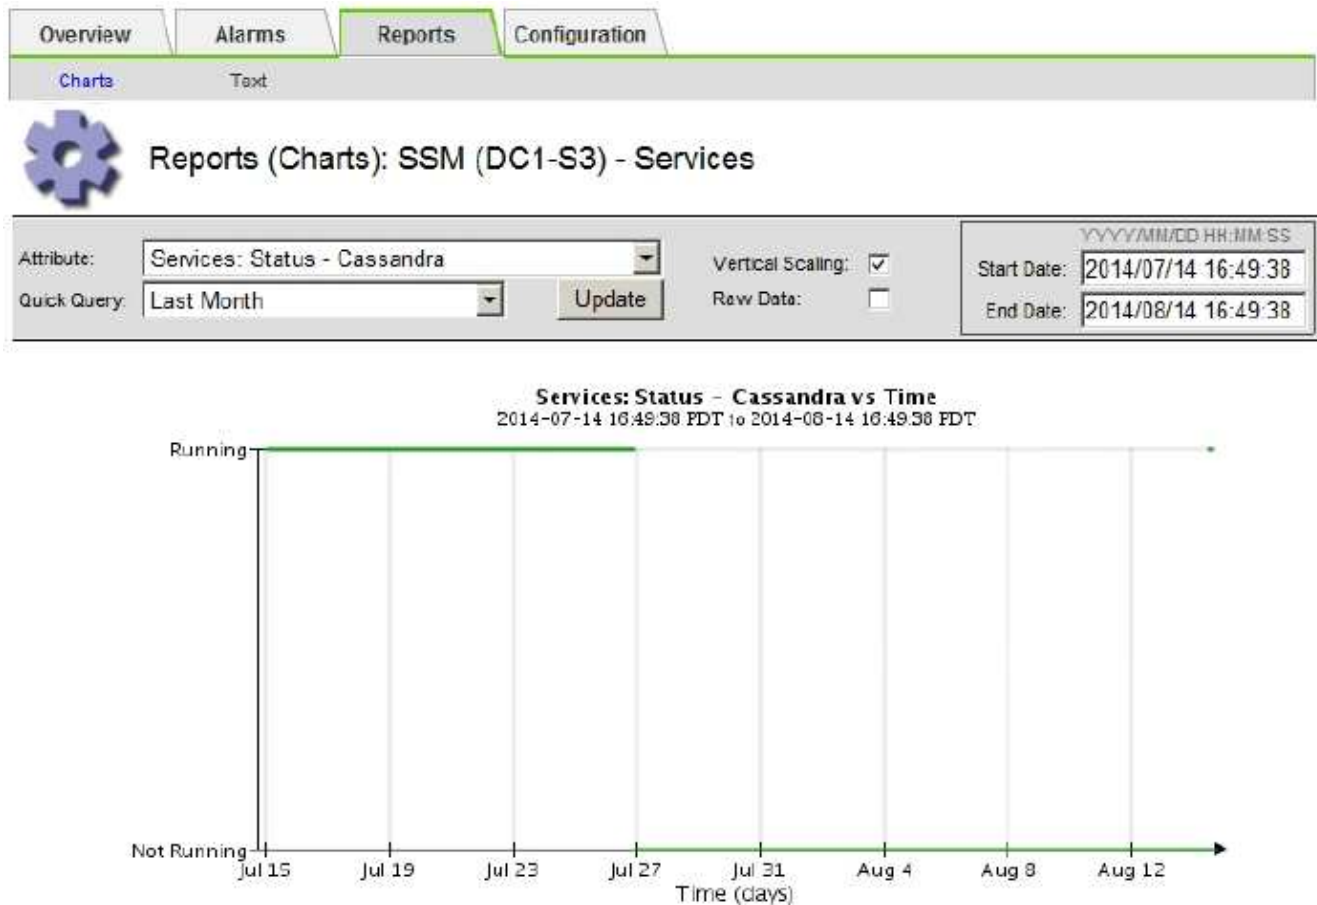 Overview Alarms Reports Configuration
Charts Text
Reports (Charts): SSM (DC1-S3) - Services
YYYY/MM/DD HH:MM:SS
Attribute: Services: Status - Cassandra Vertical Scaling: Start Date: 2014/07/14 16:49:38
Quick Query: Last Month Update Raw Data: End Date: 2014/08/14 16:49:38
Services: Status - Cassandra vs Time
2014-07-14 16:49:38 PDT to 2014-08-14 16:49:38 PDT
Running
Not Running
Jul 15 Jul 19 Jul 23 Jul 27 Jul 31 Aug 4 Aug 8 Aug 12
Time (days)